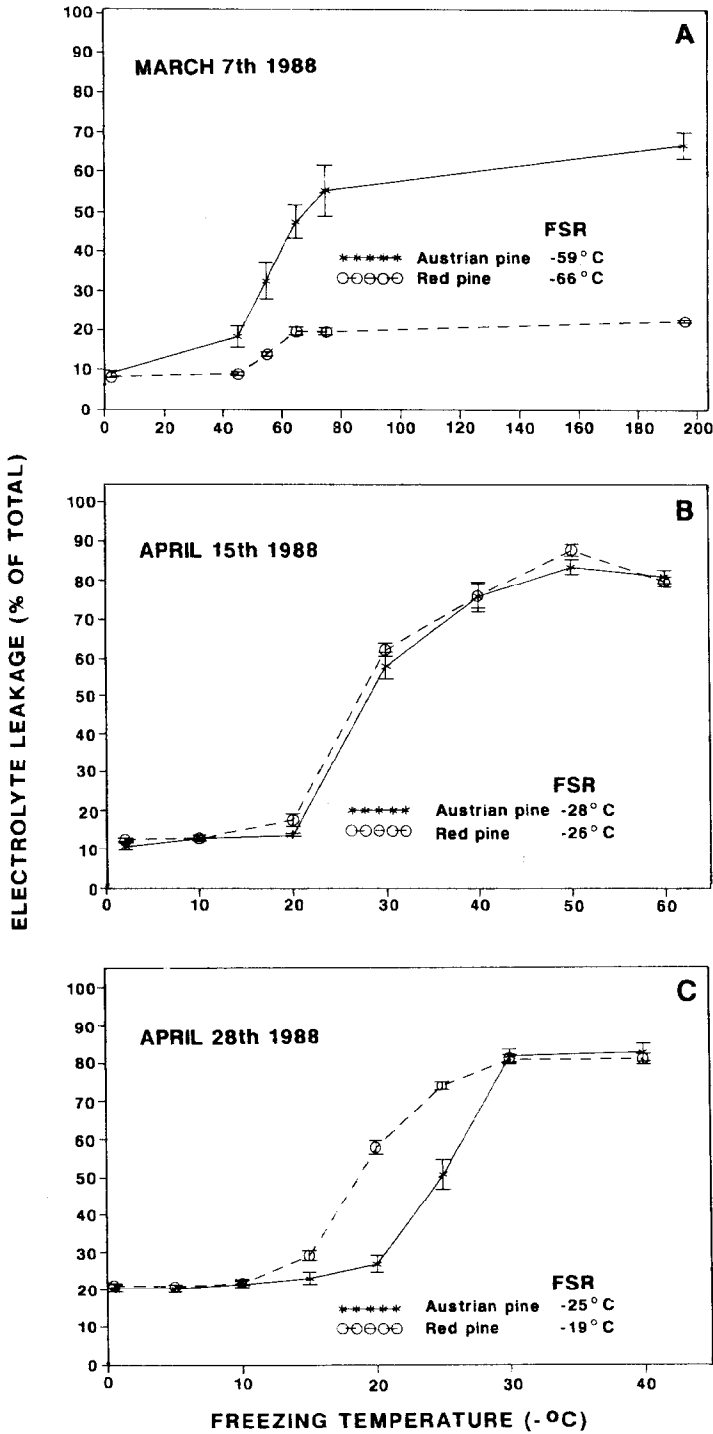 A
MARCH 7th 1988
100
90
80
70
60
50
40
30
20
10
0
FSR
Austrian pine -59°C
Red pine -66°C
0 20 40 60 80 100 120 140 160 180 200
ELECTROLYTE LEAKAGE (% OF TOTAL)
B
APRIL 15th 1988
100
90
80
70
60
50
40
30
20
10
0
FSR
Austrian pine -28°C
Red pine -26°C
0 10 20 30 40 50 60
C
APRIL 28th 1988
100
90
80
70
60
50
40
30
20
10
0
FSR
Austrian pine -25°C
Red pine -19°C
0 10 20 30 40
FREEZING TEMPERATURE (-°C)